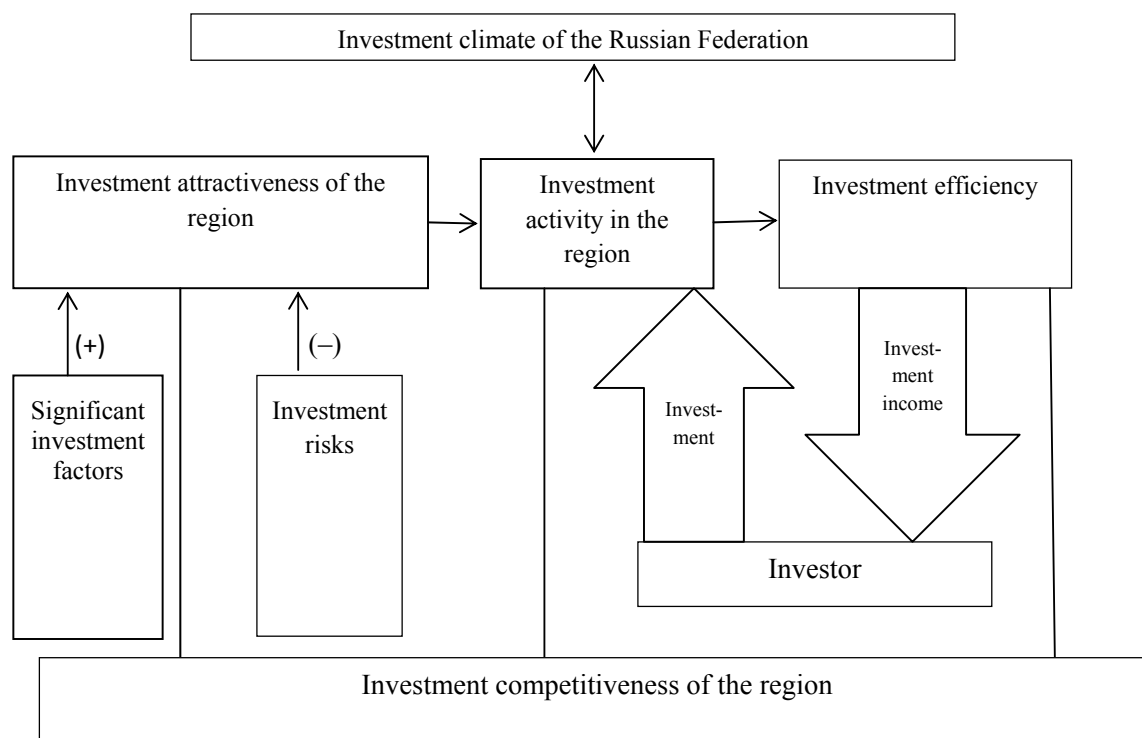 Investment climate of the Russian Federation
Investment attractiveness of the
region
Investment
activity in the
region
Investment efficiency
(+)
(–)
Significant
investment
factors
Investment
risks
Invest-
ment
Invest-
ment
income
Investor
Investment competitiveness of the region